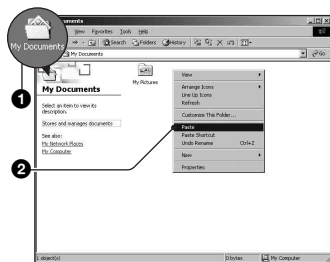 My Documents
View Favorites Tools Help
Search Folders History
My Documents
Go
1
My Documents
Select an item to view its
description.
Stores and manages documents
See also:
My Network Places
My Computer
My Pictures
View
Arrange Icons
Line Up Icons
Refresh
Customize This Folder...
Paste
Paste Shortcut
Undo Rename Ctrl+Z
New
Properties
2
1 object(s)
0 bytes
My Computer